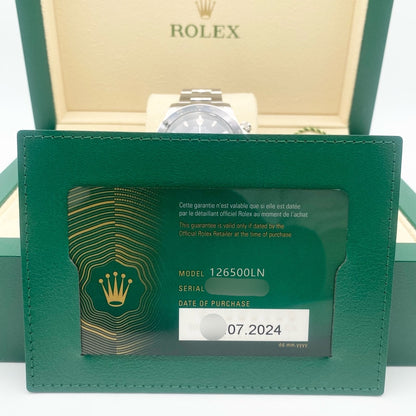 ROLEX
Cette garantie n'est valable que si elle est datée
par le détaillant officiel Rolex au moment de l'achat
This guarantee is valid only if dated by the
Official Rolex Retailer at the time of purchase
MODEL 126500LN
SERIAL
DATE OF PURCHASE
.07.2024
dd.mm.yyyy